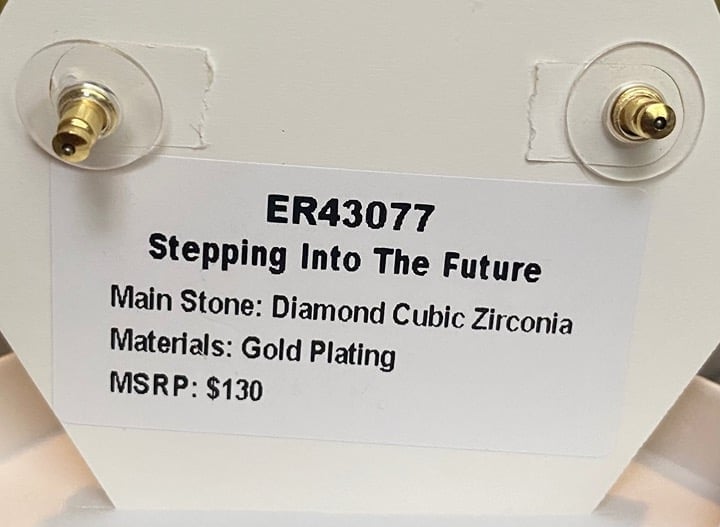 ER43077
Stepping Into The Future
Main Stone: Diamond Cubic Zirconia
Materials: Gold Plating
MSRP: $130